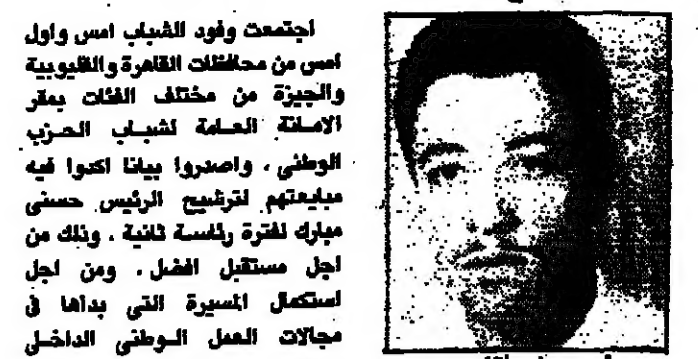 اجتمعت وفود الشباب امس واول
امس من محافظات القاهرة والقليوبية
والجيزة من مختلف الفئات بمقر
الامانة العامة لشباب الحزب
الوطنى ، واصدروا بيانا اكدوا فيه
مبايعتهم لترشيح الرئيس حسنى
مبارك لفترة رئاسة ثانية . وذلك من
اجل مستقبل افضل . ومن اجل
استكمال المسيرة التى بداها فى
مجالات العمل الوطنى الداخلى